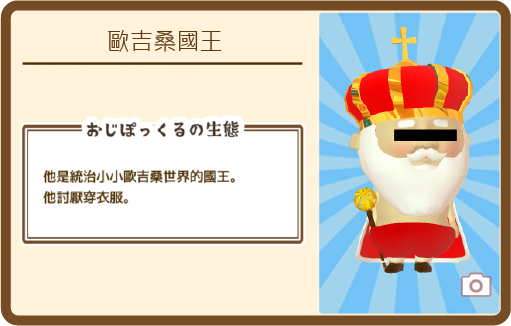 歐吉桑國王
おじぽっくるの生態
他是統治小小歐吉桑世界的國王。
他討厭穿衣服。